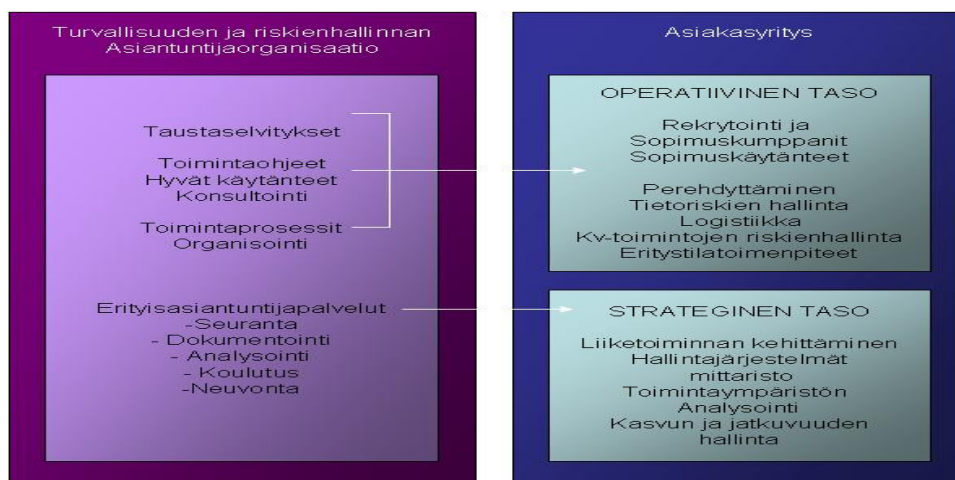 Turvallisuuden ja riskienhallinnan
Asiantuntijaorganisaatio
Taustaselvitykset
Toimintaohjeet
Hyvät käytänteet
Konsultointi
Toimintaprosessit
Organisointi
Erityisasiantuntijapalvelut
-Seuranta
- Dokumentointi
- Analysointi
- Koulutus
-Neuvonta
Asiakasyritys
OPERATIIVINEN TASO
Rekrytointi ja
Sopimuskumppanit
Sopimuskäytänteet
Perehdyttäminen
Tietoriskien hallinta
Logistiikka
Kv-toimintojen riskienhallinta
Eritystilatoimenpiteet
STRATEGINEN TASO
Liiketoiminnan kehittäminen
Hallintajärjestelmät
mittaristo
Toimintaympäristön
Analysointi
Kasvun ja jatkuvuuden
hallinta